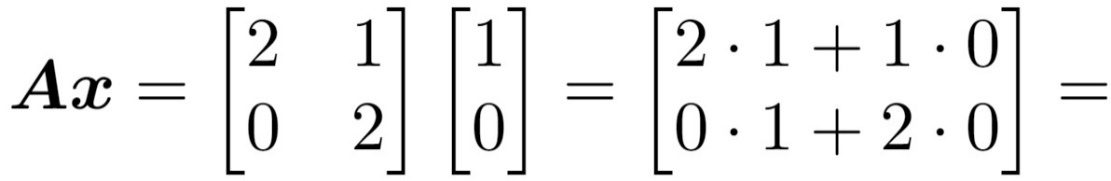 Ax = [2 1] [1] = [2 · 1 + 1 · 0] =
[0 2] [0] [0 · 1 + 2 · 0]